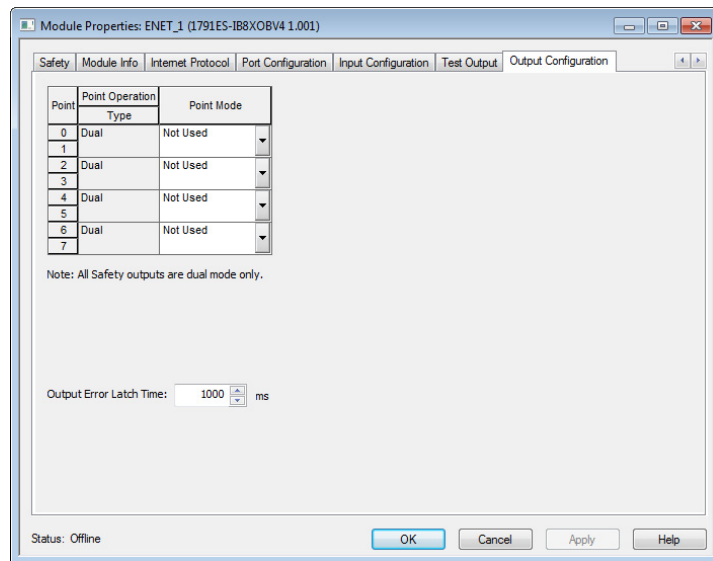 Module Properties: ENET_1 (1791ES-IB8XOBV4 1.001)
Safety Module Info Internet Protocol Port Configuration Input Configuration Test Output Output Configuration
Point Point Operation Point Mode
Type
0 Dual Not Used
1
2 Dual Not Used
3
4 Dual Not Used
5
6 Dual Not Used
7
Note: All Safety outputs are dual mode only.
Output Error Latch Time: 1000 ms
Status: Offline OK Cancel Apply Help